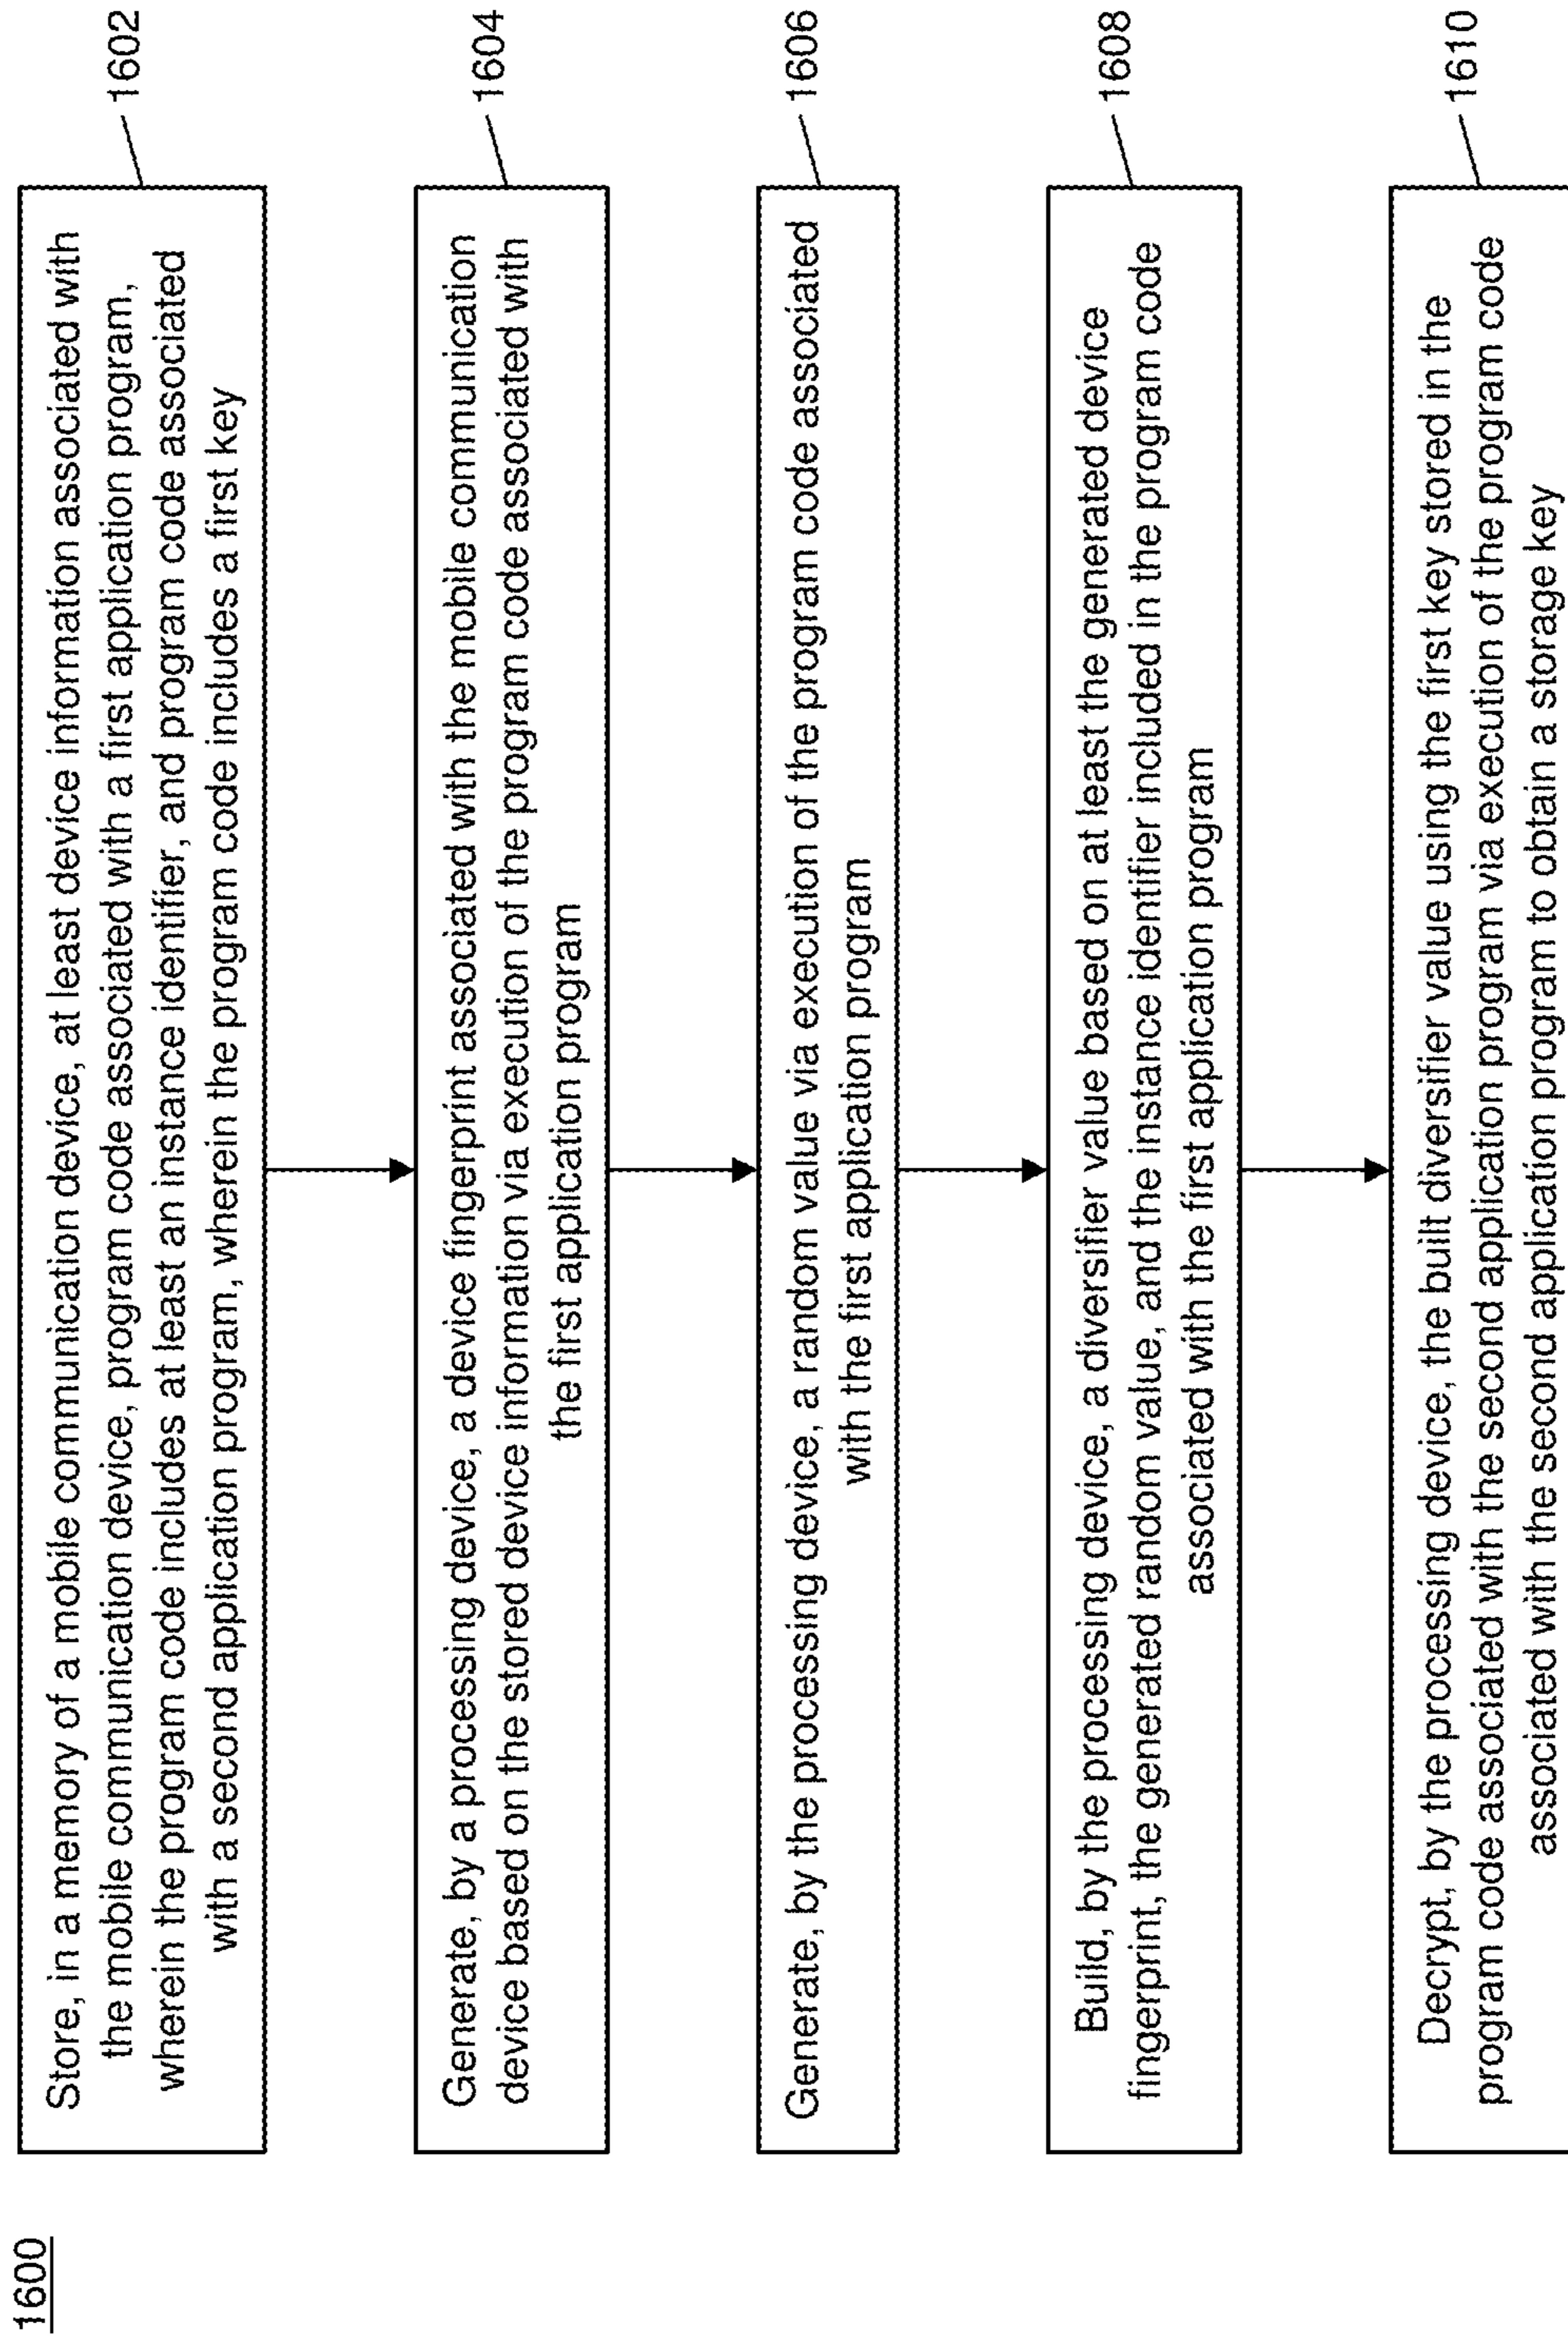 1600
Store, in a memory of a mobile communication device, at least device information associated with
the mobile communication device, program code associated with a first application program,
wherein the program code includes at least an instance identifier, and program code associated
with a second application program, wherein the program code includes a first key
1602
Generate, by a processing device, a device fingerprint associated with the mobile communication
device based on the stored device information via execution of the program code associated with
the first application program
1604
Generate, by the processing device, a random value via execution of the program code associated
with the first application program
1606
Build, by the processing device, a diversifier value based on at least the generated device
fingerprint, the generated random value, and the instance identifier included in the program code
associated with the first application program
1608
Decrypt, by the processing device, the built diversifier value using the first key stored in the
program code associated with the second application program via execution of the program code
associated with the second application program to obtain a storage key
1610